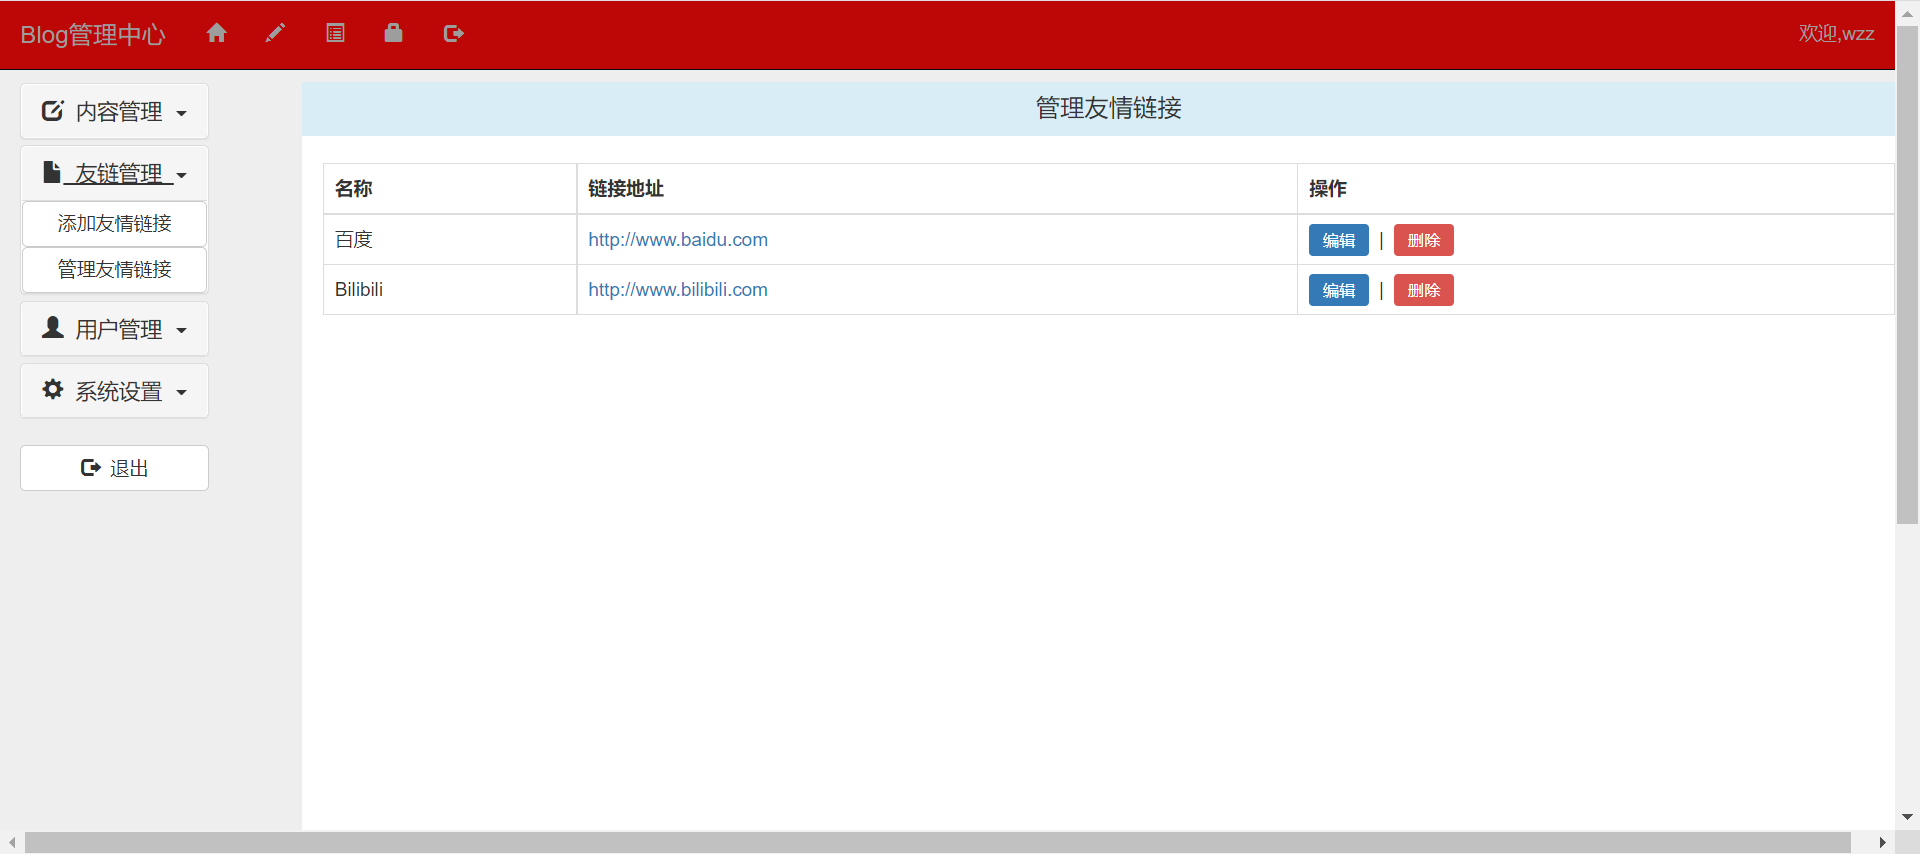 Blog管理中心
欢迎,wzz
内容管理
友链管理
添加友情链接
管理友情链接
用户管理
系统设置
退出
管理友情链接
名称 链接地址 操作
百度 http://www.baidu.com 编辑 | 删除
Bilibili http://www.bilibili.com 编辑 | 删除